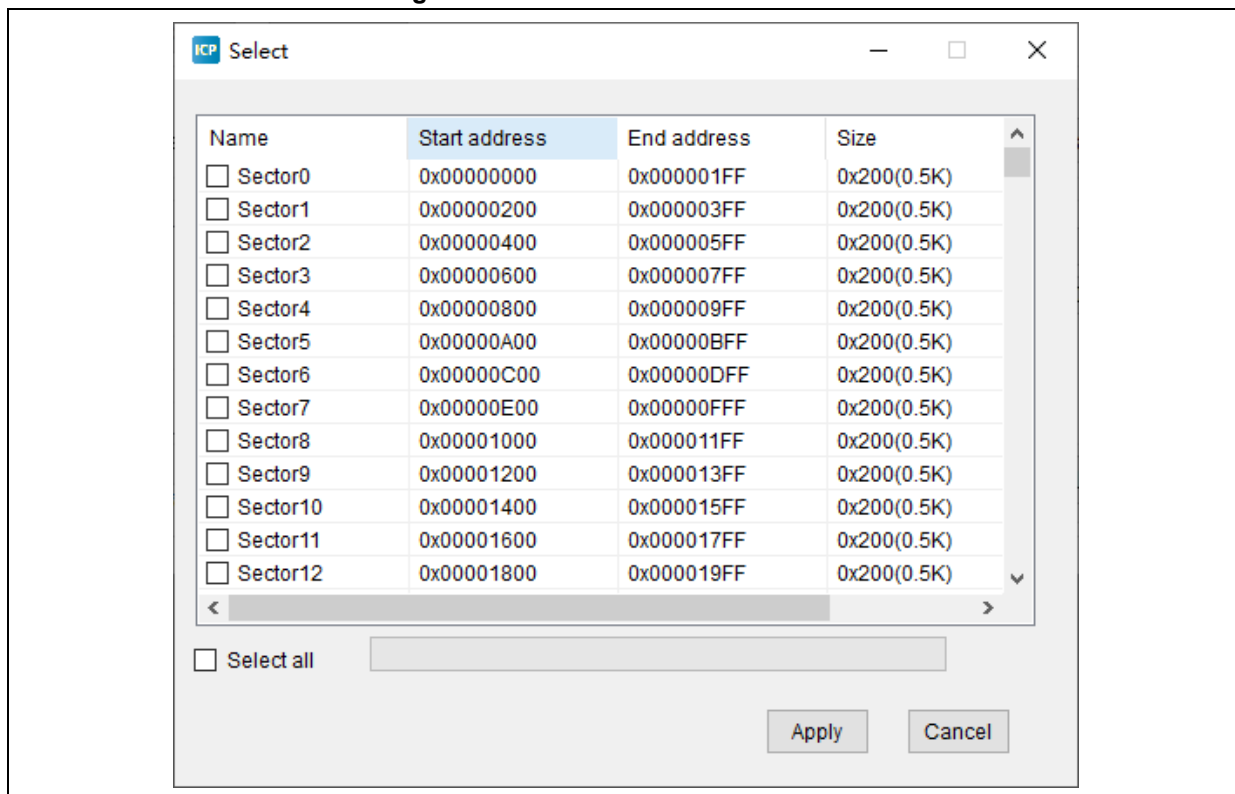 ICP Select
Name Start address End address Size
Sector0 0x00000000 0x000001FF 0x200(0.5K)
Sector1 0x00000200 0x000003FF 0x200(0.5K)
Sector2 0x00000400 0x000005FF 0x200(0.5K)
Sector3 0x00000600 0x000007FF 0x200(0.5K)
Sector4 0x00000800 0x000009FF 0x200(0.5K)
Sector5 0x00000A00 0x00000BFF 0x200(0.5K)
Sector6 0x00000C00 0x00000DFF 0x200(0.5K)
Sector7 0x00000E00 0x00000FFF 0x200(0.5K)
Sector8 0x00001000 0x000011FF 0x200(0.5K)
Sector9 0x00001200 0x000013FF 0x200(0.5K)
Sector10 0x00001400 0x000015FF 0x200(0.5K)
Sector11 0x00001600 0x000017FF 0x200(0.5K)
Sector12 0x00001800 0x000019FF 0x200(0.5K)
Select all
Apply Cancel